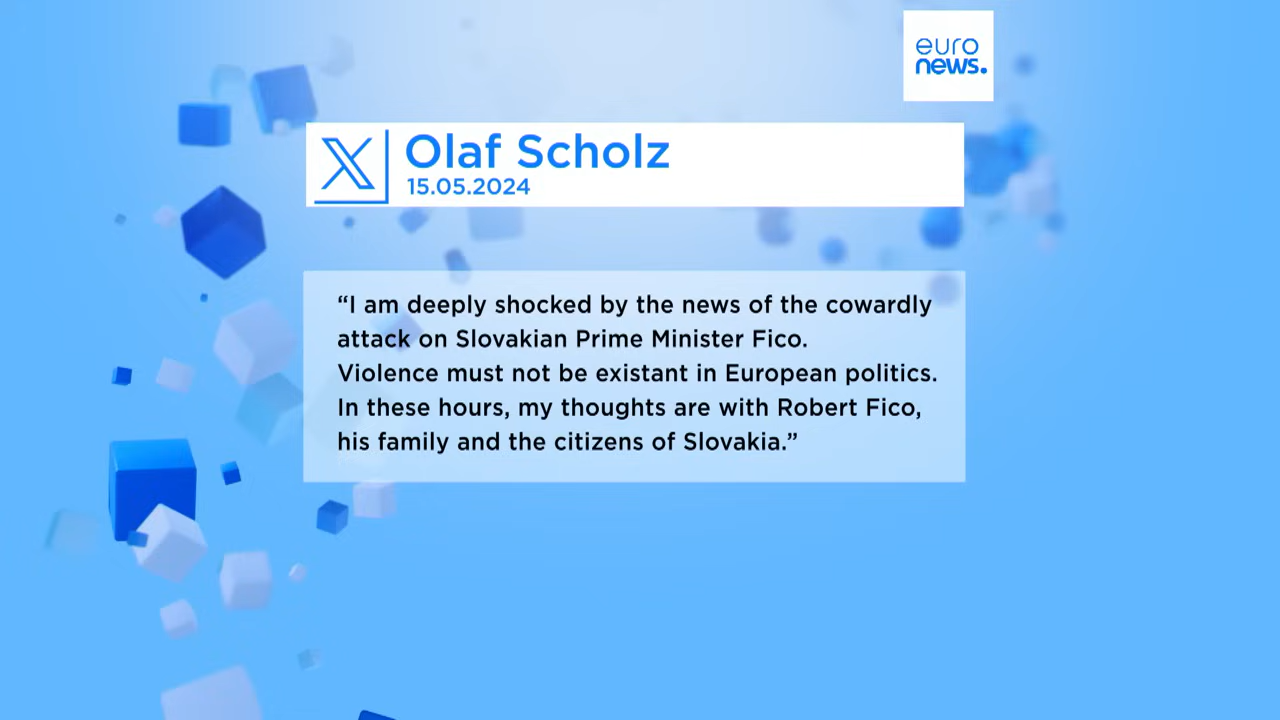 euro
news.
Olaf Scholz
15.05.2024
“I am deeply shocked by the news of the cowardly
attack on Slovakian Prime Minister Fico.
Violence must not be existant in European politics.
In these hours, my thoughts are with Robert Fico,
his family and the citizens of Slovakia.”